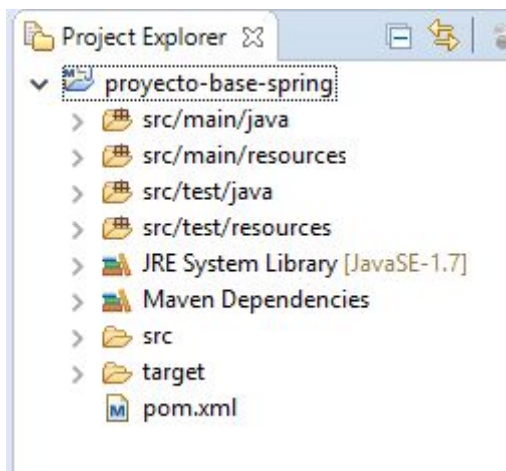 Project Explorer
proyecto-base-spring
src/main/java
src/main/resources
src/test/java
src/test/resources
JRE System Library [JavaSE-1.7]
Maven Dependencies
src
target
pom.xml